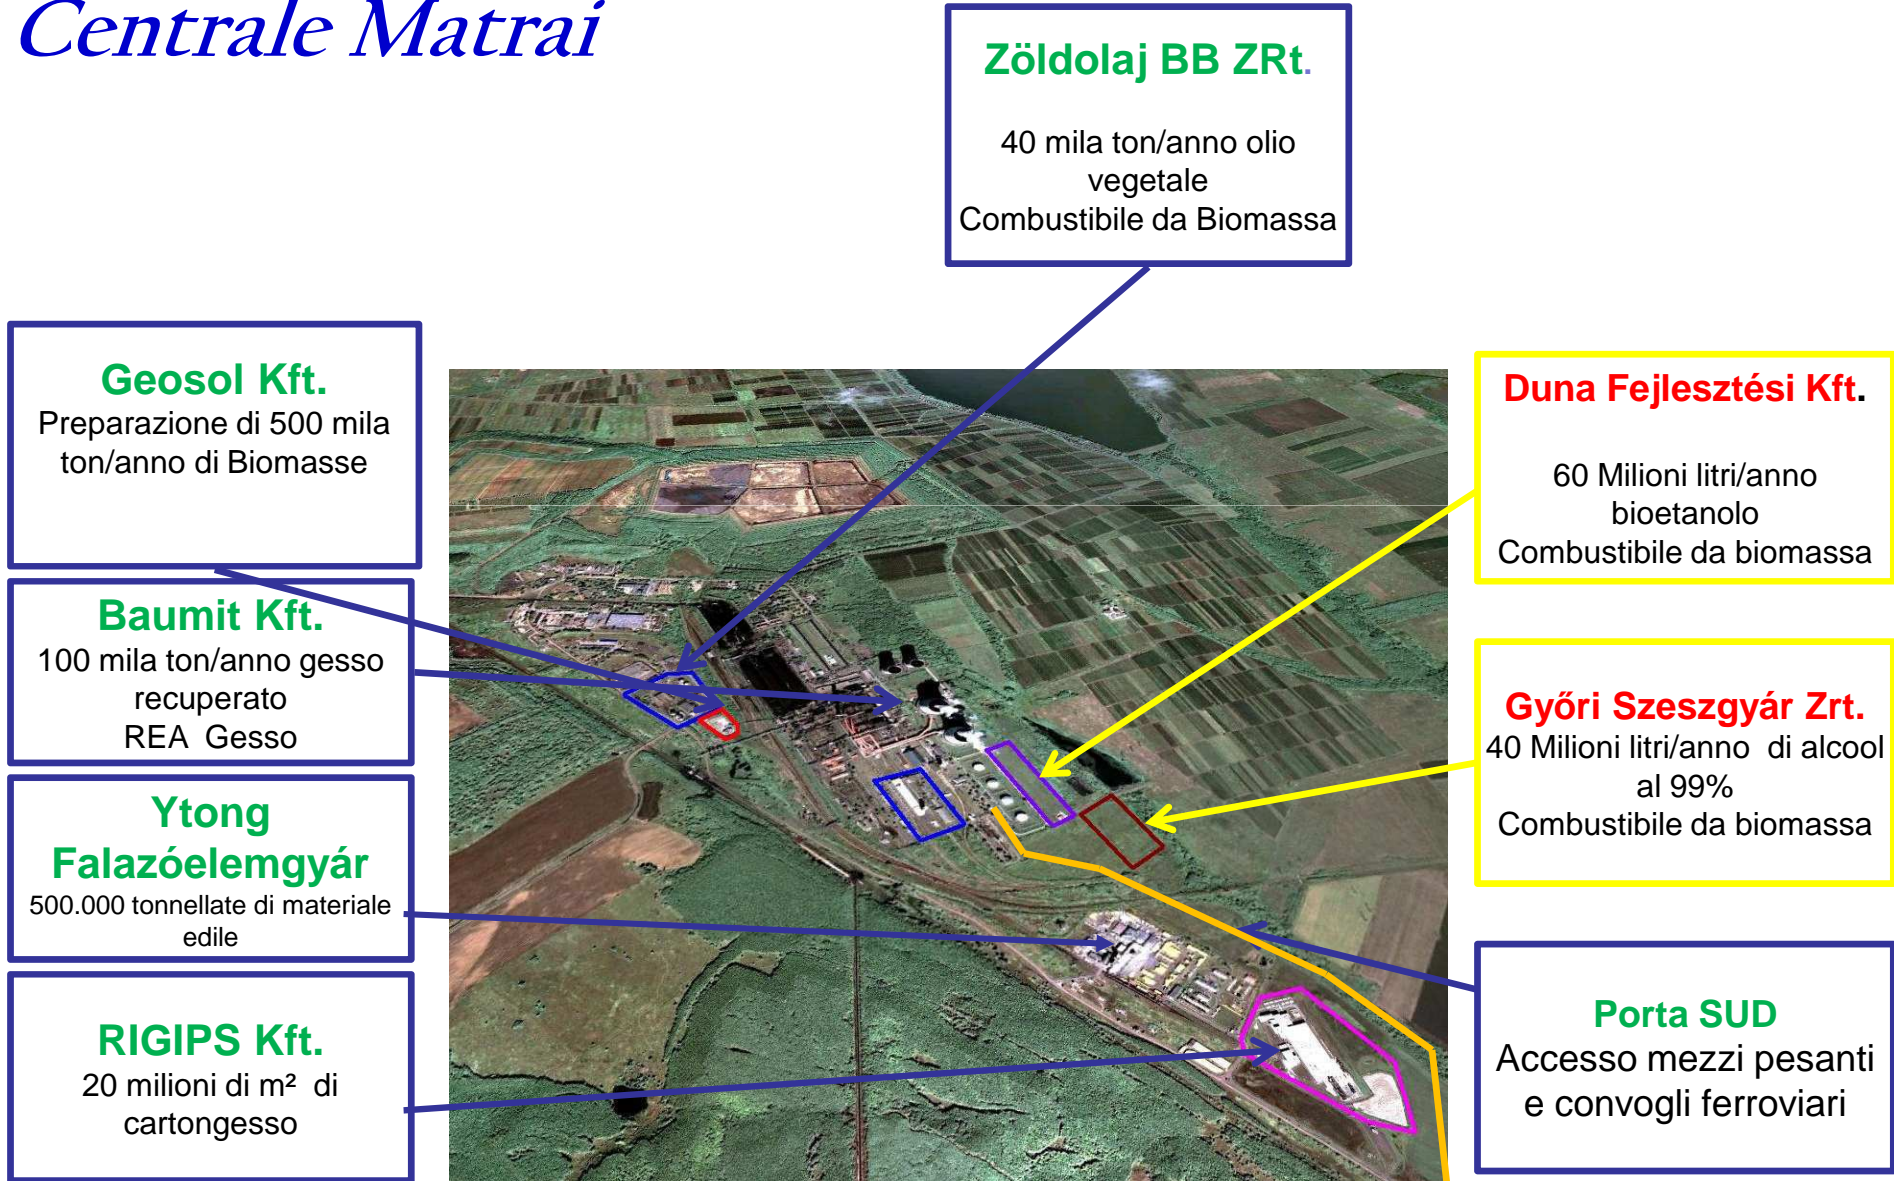 Centrale Matrai
Zöldolaj BB ZRt.
40 mila ton/anno olio
vegetale
Combustibile da Biomassa
Geosol Kft.
Preparazione di 500 mila
ton/anno di Biomasse
Baumit Kft.
100 mila ton/anno gesso
recuperato
REA  Gesso
Ytong
Falazóelemgyár
500.000 tonnellate di materiale
edile
RIGIPS Kft.
20 milioni di m²  di
cartongesso
Duna Fejlesztési Kft.
60 Milioni litri/anno
bioetanolo
Combustibile da biomassa
Győri Szeszgyár Zrt.
40 Milioni litri/anno  di alcool
al 99%
Combustibile da biomassa
Porta SUD
Accesso mezzi pesanti
e convogli ferroviari